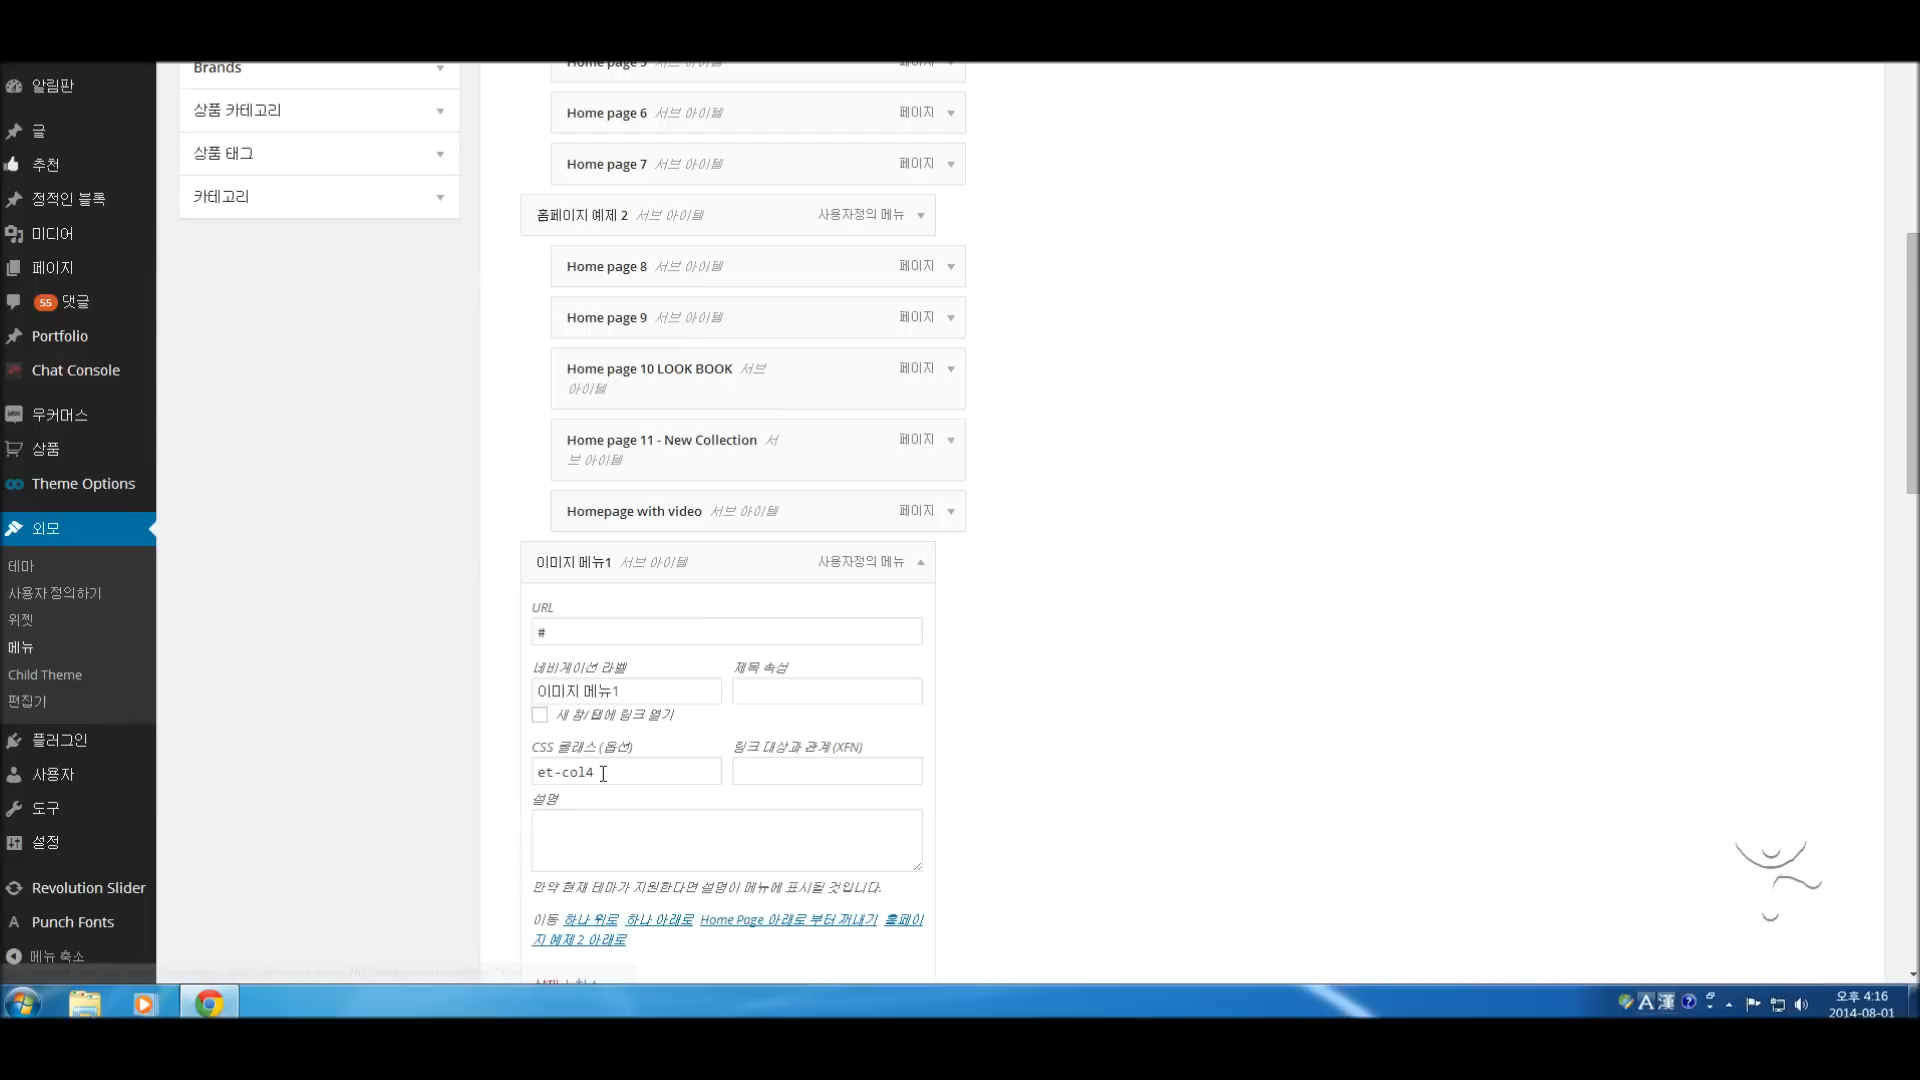 알림판
글
추천
정적인 블록
미디어
페이지
55 댓글
Portfolio
Chat Console
우커머스
상품
Theme Options
외모
테마
사용자 정의하기
위젯
메뉴
Child Theme
편집기
플러그인
사용자
도구
설정
Revolution Slider
Punch Fonts
메뉴 축소
Brands
상품 카테고리
상품 태그
카테고리
Home page 5 서브 아이템 페이지
Home page 6 서브 아이템 페이지
Home page 7 서브 아이템 페이지
홈페이지 예제 2 서브 아이템 사용자정의 메뉴
Home page 8 서브 아이템 페이지
Home page 9 서브 아이템 페이지
Home page 10 LOOK BOOK 서브 페이지
아이템
Home page 11 - New Collection 서 페이지
브 아이템
Homepage with video 서브 아이템 페이지
이미지 메뉴1 서브 아이템 사용자정의 메뉴
URL
#
네비게이션 라벨 제목 속성
이미지 메뉴1
새 창/탭에 링크 열기
CSS 클래스 (옵션) 링크 대상과 관계 (XFN)
et-col4
설명
만약 현재 테마가 지원한다면 설명이 메뉴에 표시될 것입니다.
이동 하나 위로 하나 아래로 Home Page 아래로 부터 꺼내기 홈페이
지 예제 2 아래로
A 漢
오후 4:16
2014-08-01